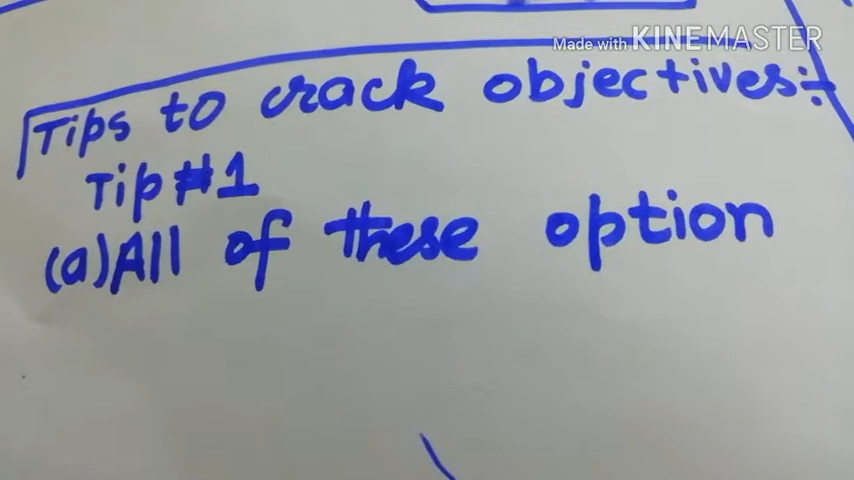 Made with KINEMASTER
Tips to crack objectives:-
Tip #1
(a) All of these option